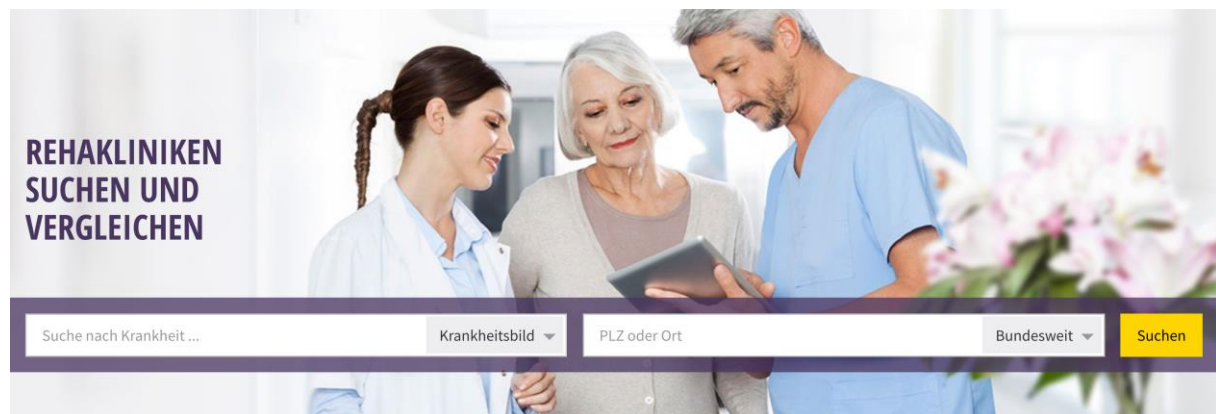 REHAKLINIKEN
SUCHEN UND
VERGLEICHEN
Suche nach Krankheit ... Krankheitsbild PLZ oder Ort Bundesweit Suchen